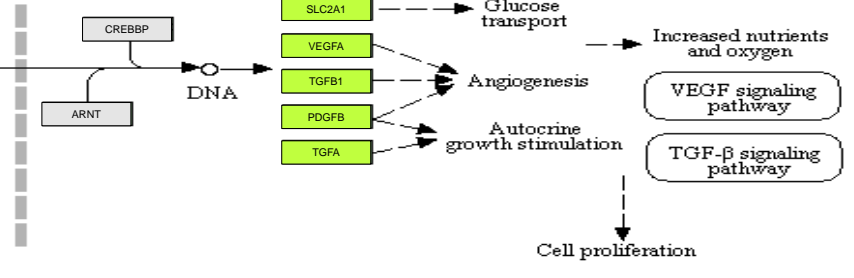 SLC2A1
Glucose
transport
CREBBP
VEGFA
Increased nutrients
and oxygen
DNA
TGFB1
Angiogenesis
VEGF signaling
pathway
ARNT
PDGFB
Autocrine
growth stimulation
TGFA
TGF-β signaling
pathway
Cell proliferation